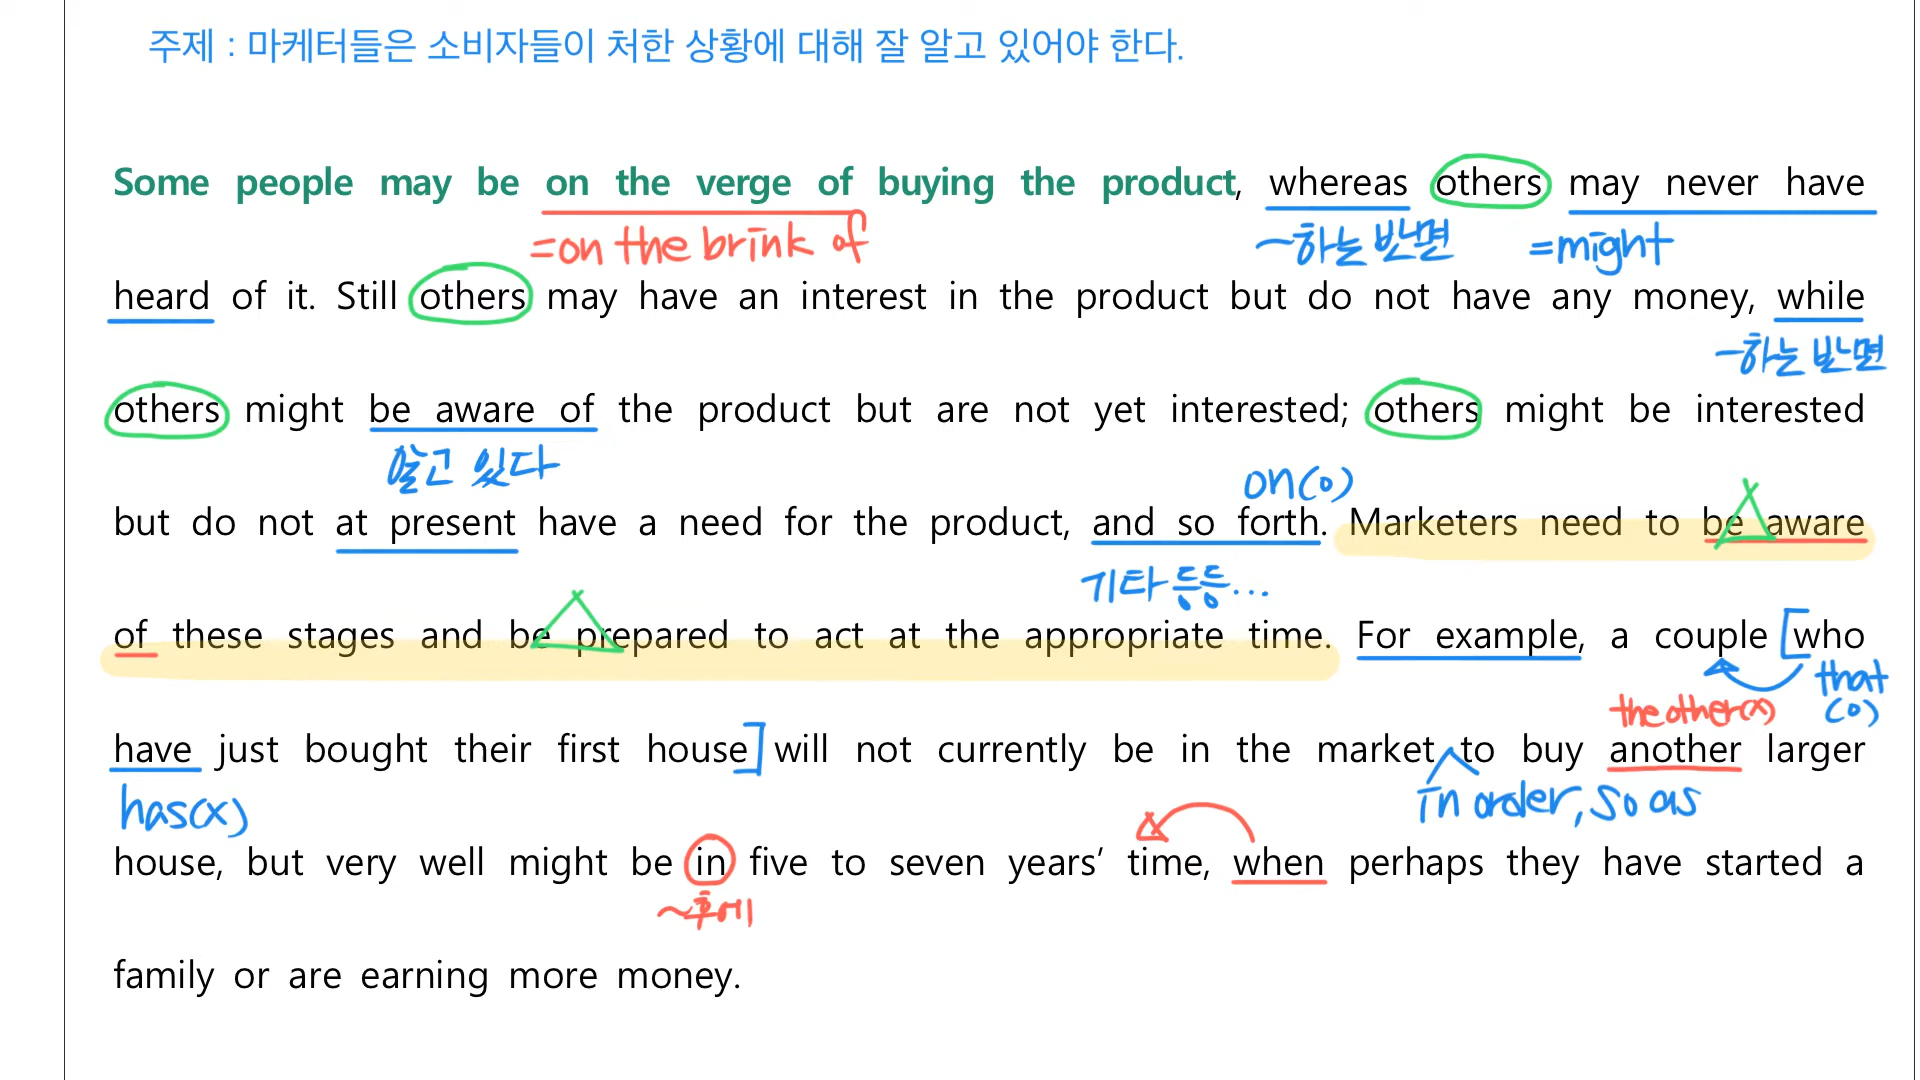 주제 : 마케터들은 소비자들이 처한 상황에 대해 잘 알고 있어야 한다.
Some people may be on the verge of buying the product, whereas others may never have
=on the brink of ~하는 반면 =might
heard of it. Still others may have an interest in the product but do not have any money, while
~하는 반면
others might be aware of the product but are not yet interested; others might be interested
알고 있다 on(o)
but do not at present have a need for the product, and so forth. Marketers need to be aware
기타 등등...
of these stages and be prepared to act at the appropriate time. For example, a couple [who
the other(x) that (o)
have just bought their first house] will not currently be in the market to buy another larger
has(x) in order, so as
house, but very well might be in five to seven years’ time, when perhaps they have started a
~후에
family or are earning more money.